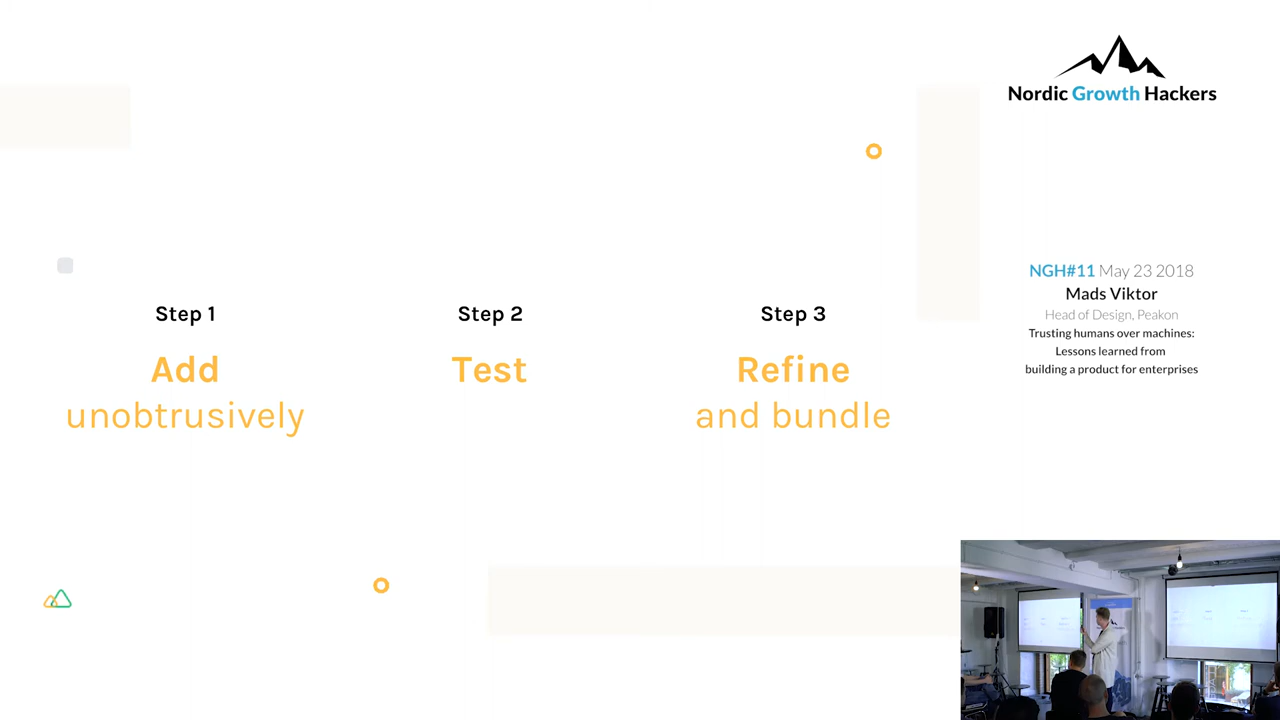 Nordic Growth Hackers
NGH#11 May 23 2018
Mads Viktor
Head of Design, Peakon
Trusting humans over machines:
Lessons learned from
building a product for enterprises
Step 1
Add
unobtrusively
Step 2
Test
Step 3
Refine
and bundle